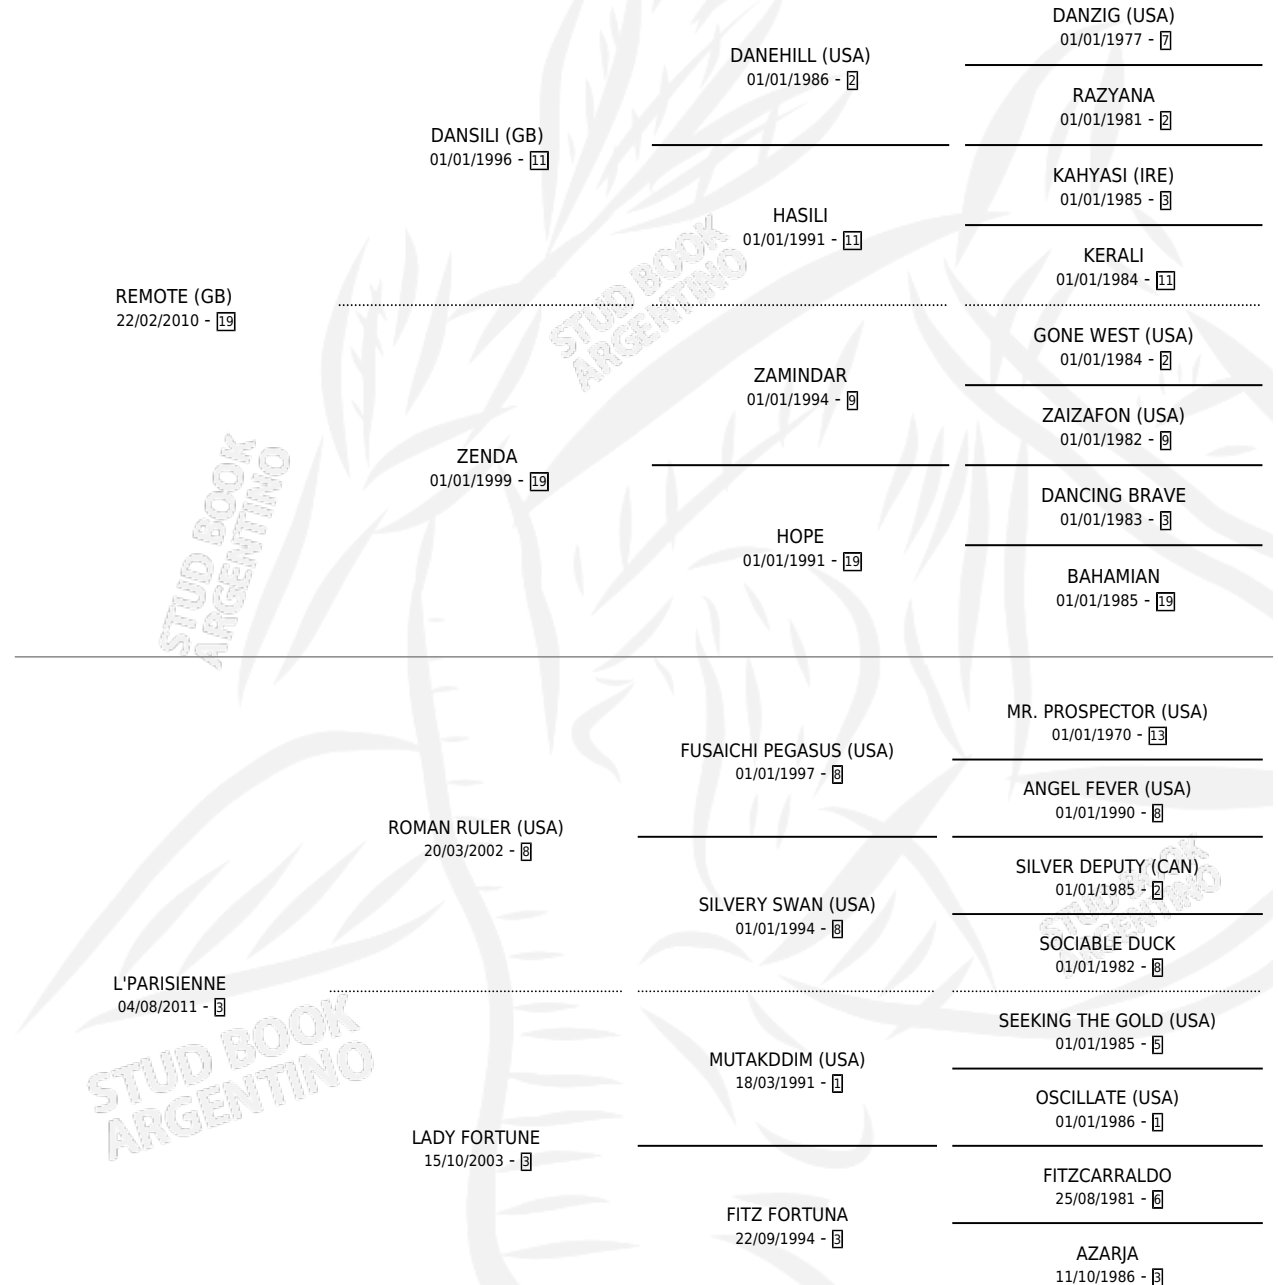 DANZIG (USA)
01/01/1977 - 7
DANEHILL (USA)
01/01/1986 - 2
RAZYANA
01/01/1981 - 2
DANSILI (GB)
01/01/1996 - 11
KAHYASI (IRE)
01/01/1985 - 3
HASILI
01/01/1991 - 11
KERALI
01/01/1984 - 11
REMOTE (GB)
22/02/2010 - 19
GONE WEST (USA)
01/01/1984 - 2
ZAMINDAR
01/01/1994 - 9
ZAIZAFON (USA)
01/01/1982 - 9
ZENDA
01/01/1999 - 19
DANCING BRAVE
01/01/1983 - 3
HOPE
01/01/1991 - 19
BAHAMIAN
01/01/1985 - 19
MR. PROSPECTOR (USA)
01/01/1970 - 13
FUSAICHI PEGASUS (USA)
01/01/1997 - 8
ANGEL FEVER (USA)
01/01/1990 - 8
ROMAN RULER (USA)
20/03/2002 - 8
SILVER DEPUTY (CAN)
01/01/1985 - 2
SILVERY SWAN (USA)
01/01/1994 - 8
SOCIABLE DUCK
01/01/1982 - 8
L'PARISIENNE
04/08/2011 - 3
SEEKING THE GOLD (USA)
01/01/1985 - 5
MUTAKDDIM (USA)
18/03/1991 - 1
OSCILLATE (USA)
01/01/1986 - 1
LADY FORTUNE
15/10/2003 - 3
FITZCARRALDO
25/08/1981 - 6
FITZ FORTUNA
22/09/1994 - 3
AZARJA
11/10/1986 - 3
STUD BOOK
ARGENTINO
STUD BOOK
ARGENTINO
STUD BOOK
ARGENTINO
STUD BOOK
ARGENTINO